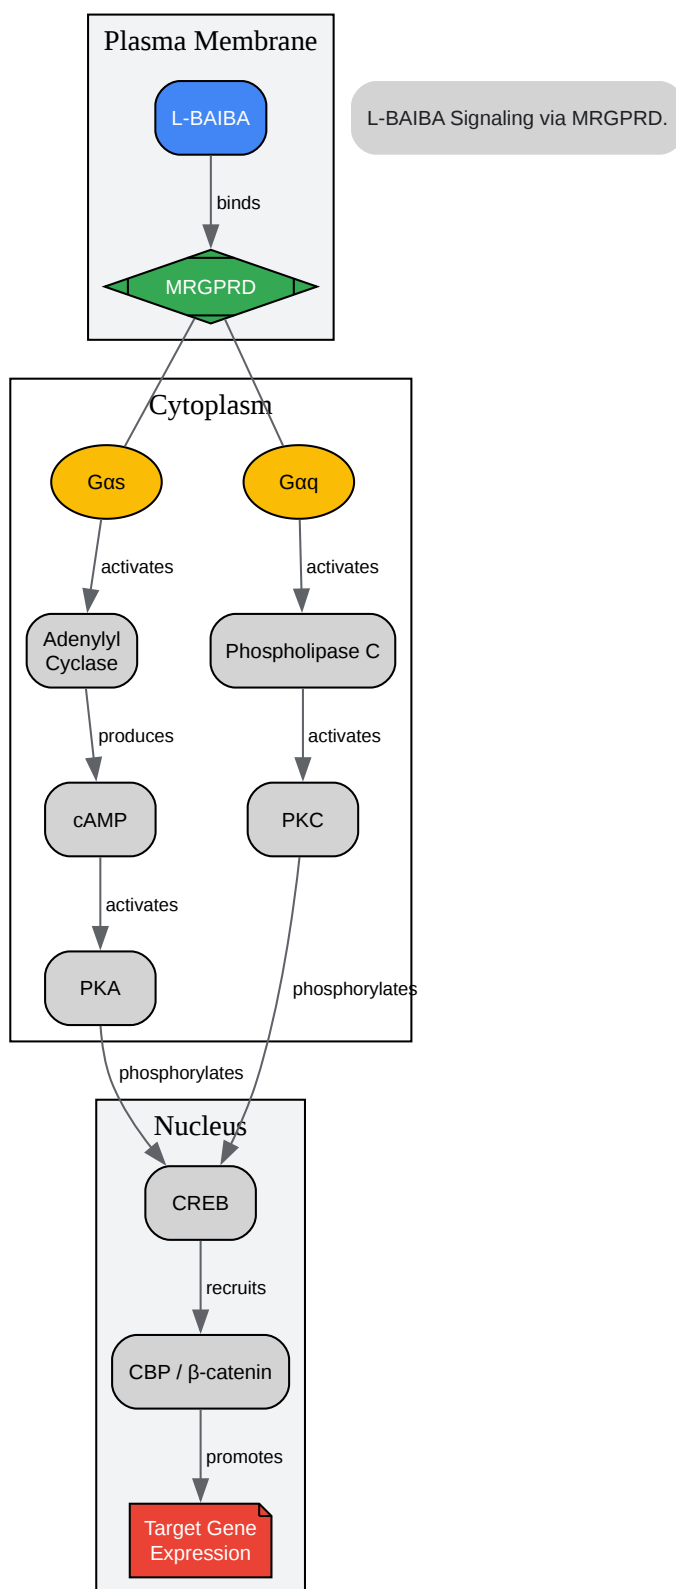 Plasma Membrane
L-BAIBA
L-BAIBA Signaling via MRGPRD.
binds
MRGPRD
Cytoplasm
Gαs
Gαq
activates
activates
Adenylyl
Cyclase
Phospholipase C
produces
activates
cAMP
PKC
activates
PKA
phosphorylates
phosphorylates
Nucleus
CREB
recruits
CBP / β-catenin
promotes
Target Gene
Expression